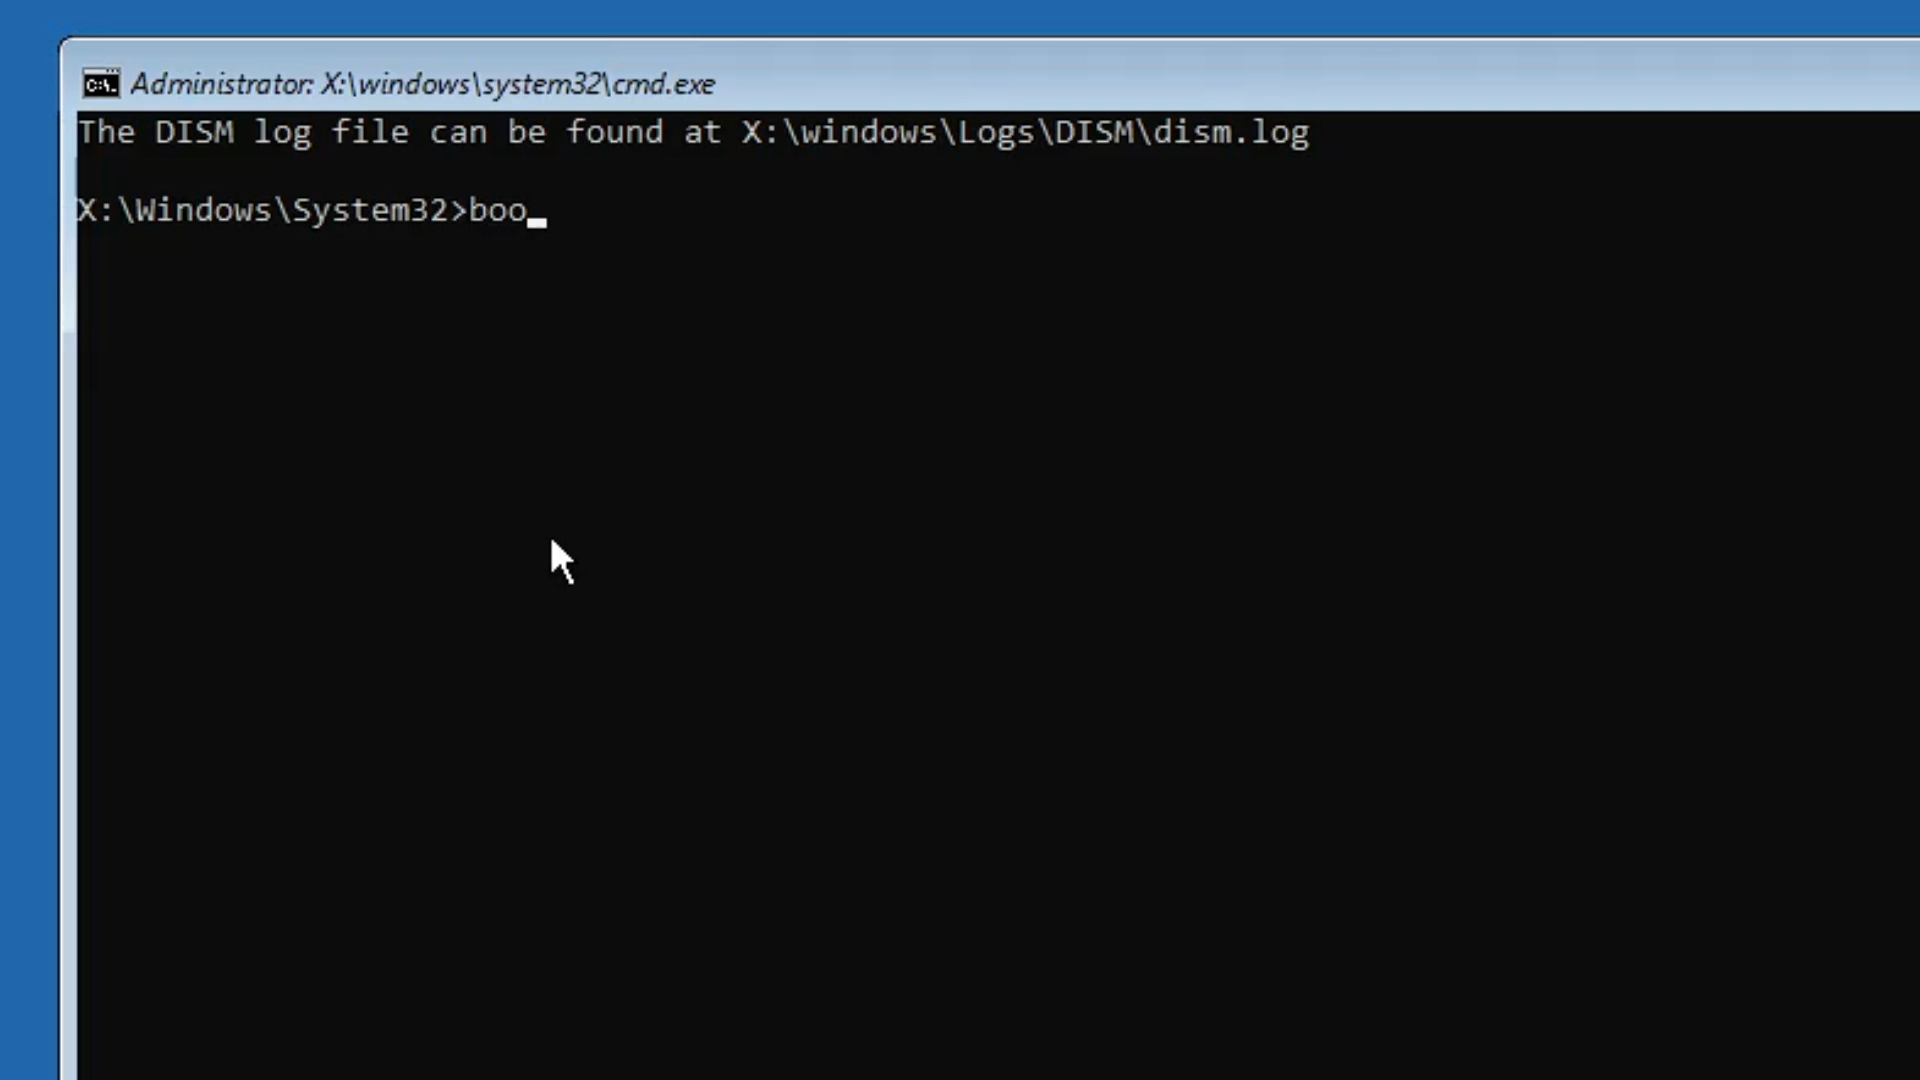 Administrator: X:\windows\system32\cmd.exe
The DISM log file can be found at X:\windows\Logs\DISM\dism.log
X:\Windows\System32>boo